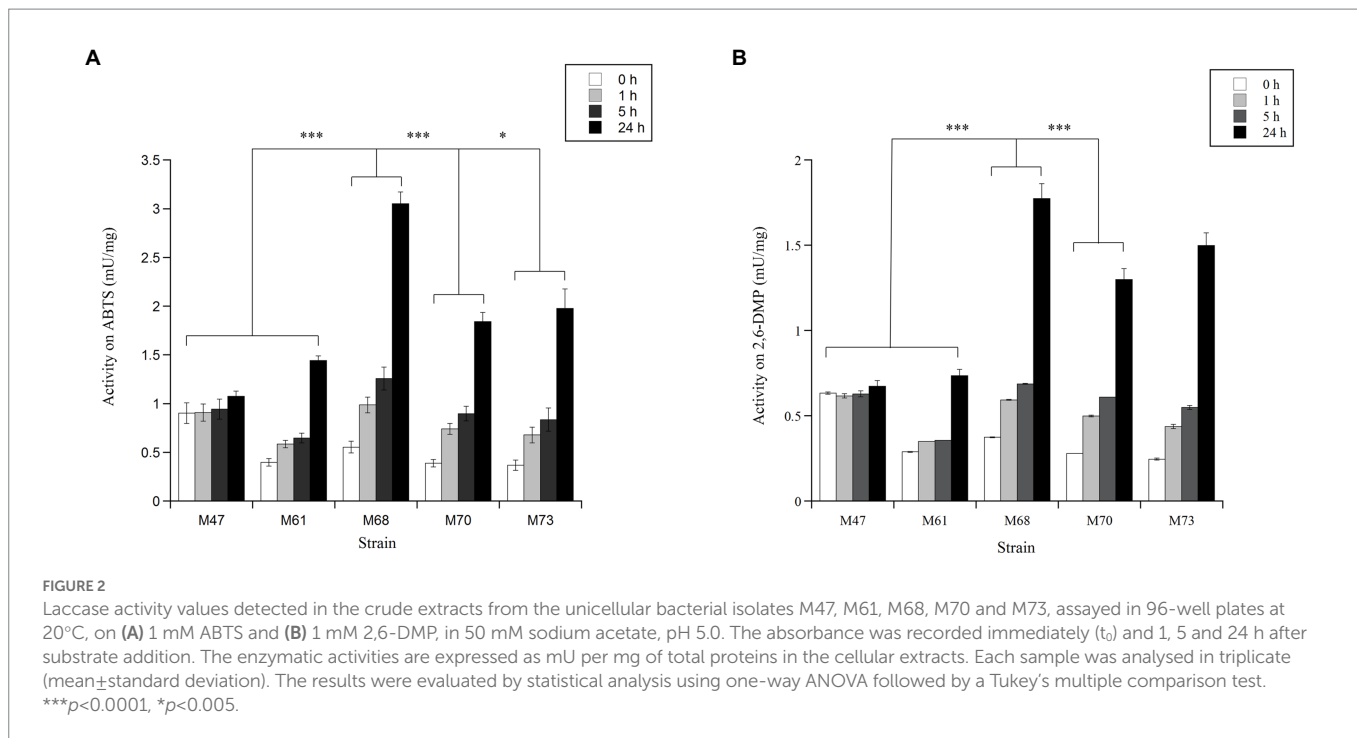 A
0 h
1 h
5 h
24 h
*** *** *
3.5
3
2.5
2
1.5
1
0.5
0
Activity on ABTS (mU/mg)
M47 M61 M68 M70 M73
Strain
B
0 h
1 h
5 h
24 h
*** ***
2
1.5
1
0.5
0
Activity on 2,6-DMP (mU/mg)
M47 M61 M68 M70 M73
Strain
FIGURE 2
Laccase activity values detected in the crude extracts from the unicellular bacterial isolates M47, M61, M68, M70 and M73, assayed in 96-well plates at
20°C, on (A) 1 mM ABTS and (B) 1 mM 2,6-DMP, in 50 mM sodium acetate, pH 5.0. The absorbance was recorded immediately (t₀) and 1, 5 and 24 h after
substrate addition. The enzymatic activities are expressed as mU per mg of total proteins in the cellular extracts. Each sample was analysed in triplicate
(mean±standard deviation). The results were evaluated by statistical analysis using one-way ANOVA followed by a Tukey's multiple comparison test.
***p<0.0001, *p<0.005.